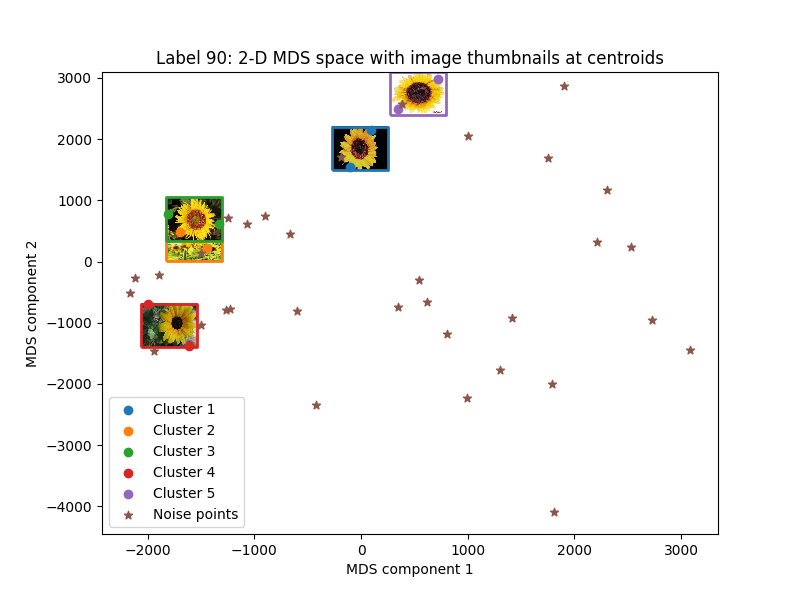 Label 90: 2-D MDS space with image thumbnails at centroids
MDS component 2
3000
2000
1000
0
−1000
−2000
−3000
−4000
Cluster 1
Cluster 2
Cluster 3
Cluster 4
Cluster 5
Noise points
−2000 −1000 0 1000 2000 3000
MDS component 1